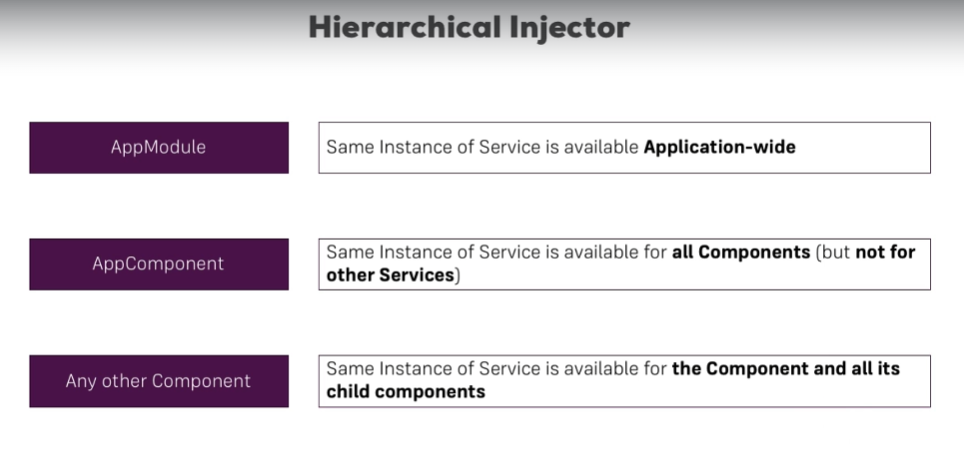 Hierarchical Injector
AppModule
Same Instance of Service is available Application-wide
AppComponent
Same Instance of Service is available for all Components (but not for
other Services)
Any other Component
Same Instance of Service is available for the Component and all its
child components